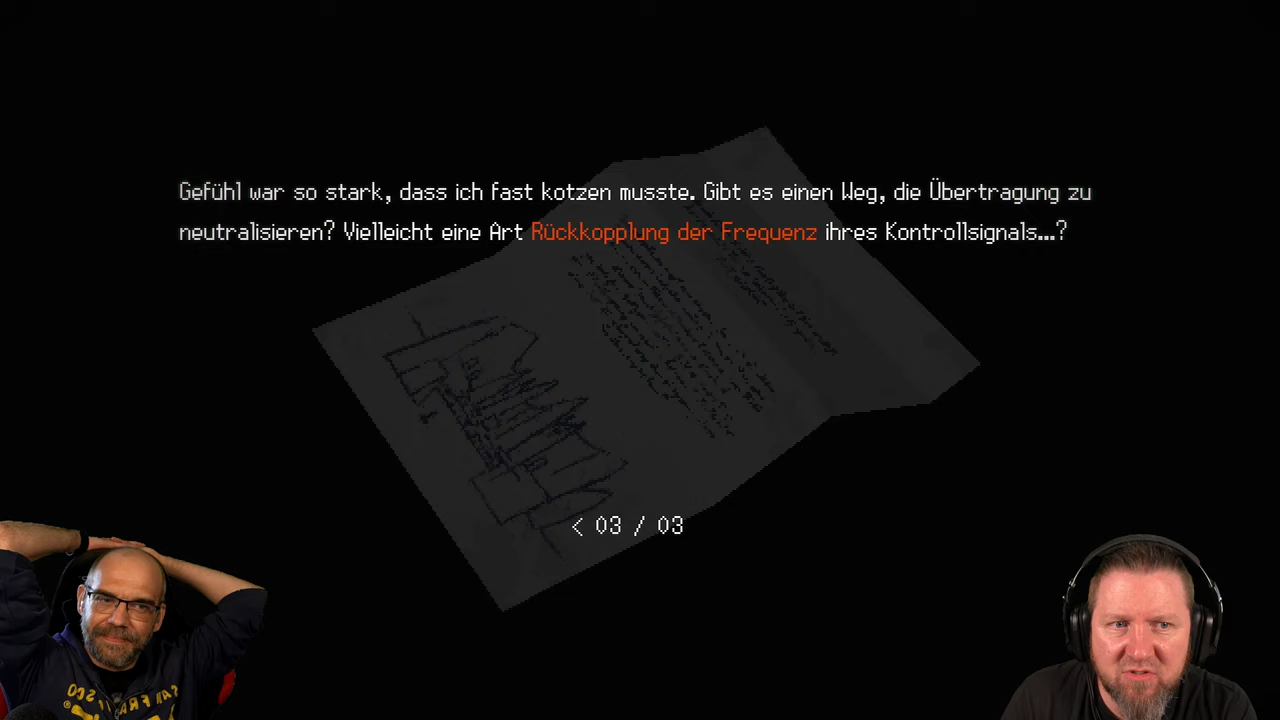 Gefühl war so stark, dass ich fast kotzen musste. Gibt es einen Weg, die Übertragung zu
neutralisieren? Vielleicht eine Art Rückkopplung der Frequenz ihres Kontrollsignals...?
< 03 / 03